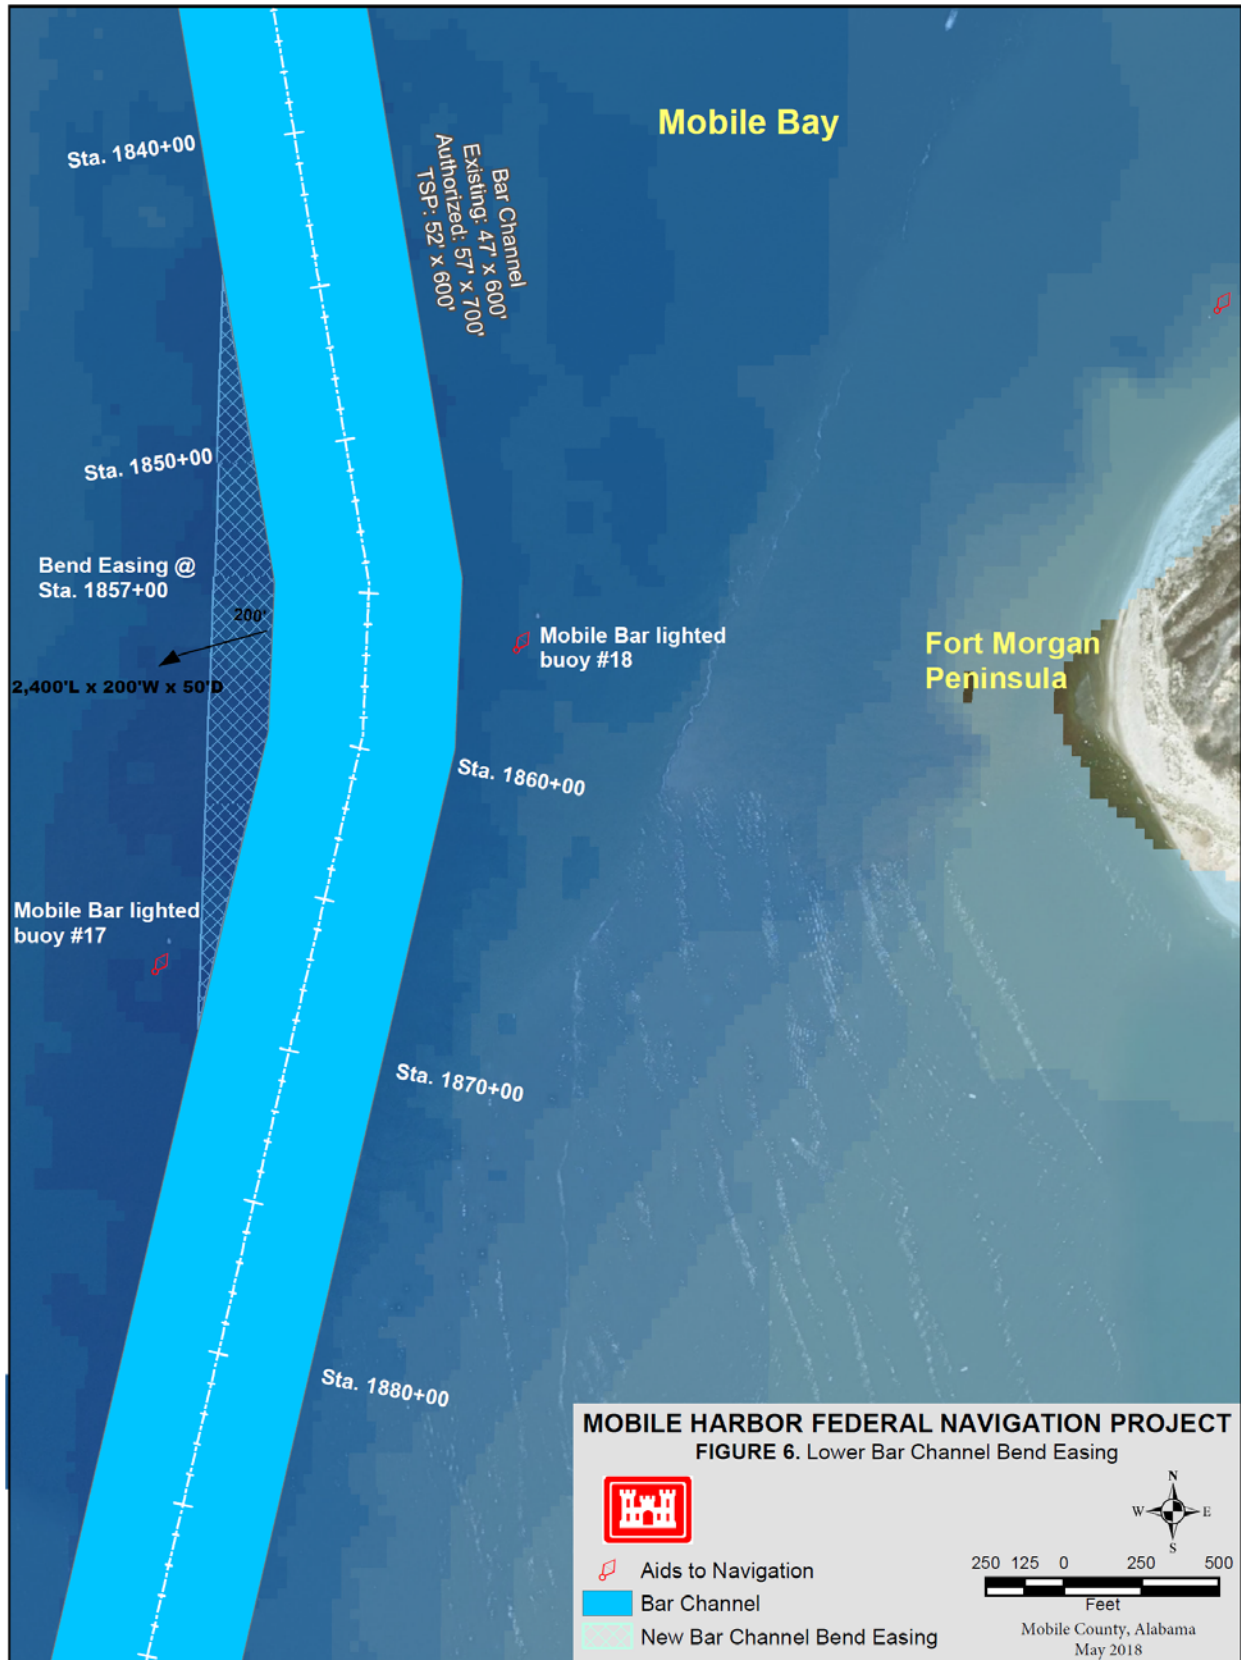 Mobile Bay
Sta. 1840+00
Bar Channel
Existing: 47' x 600'
Authorized: 57' x 700'
TSP: 52' x 600'
Sta. 1850+00
Bend Easing @
Sta. 1857+00
200'
2,400'L x 200'W x 50'D
Mobile Bar lighted
buoy #18
Fort Morgan
Peninsula
Sta. 1860+00
Mobile Bar lighted
buoy #17
Sta. 1870+00
Sta. 1880+00
MOBILE HARBOR FEDERAL NAVIGATION PROJECT
FIGURE 6. Lower Bar Channel Bend Easing
N
W E
S
Aids to Navigation
Bar Channel
New Bar Channel Bend Easing
250 125 0 250 500
Feet
Mobile County, Alabama
May 2018